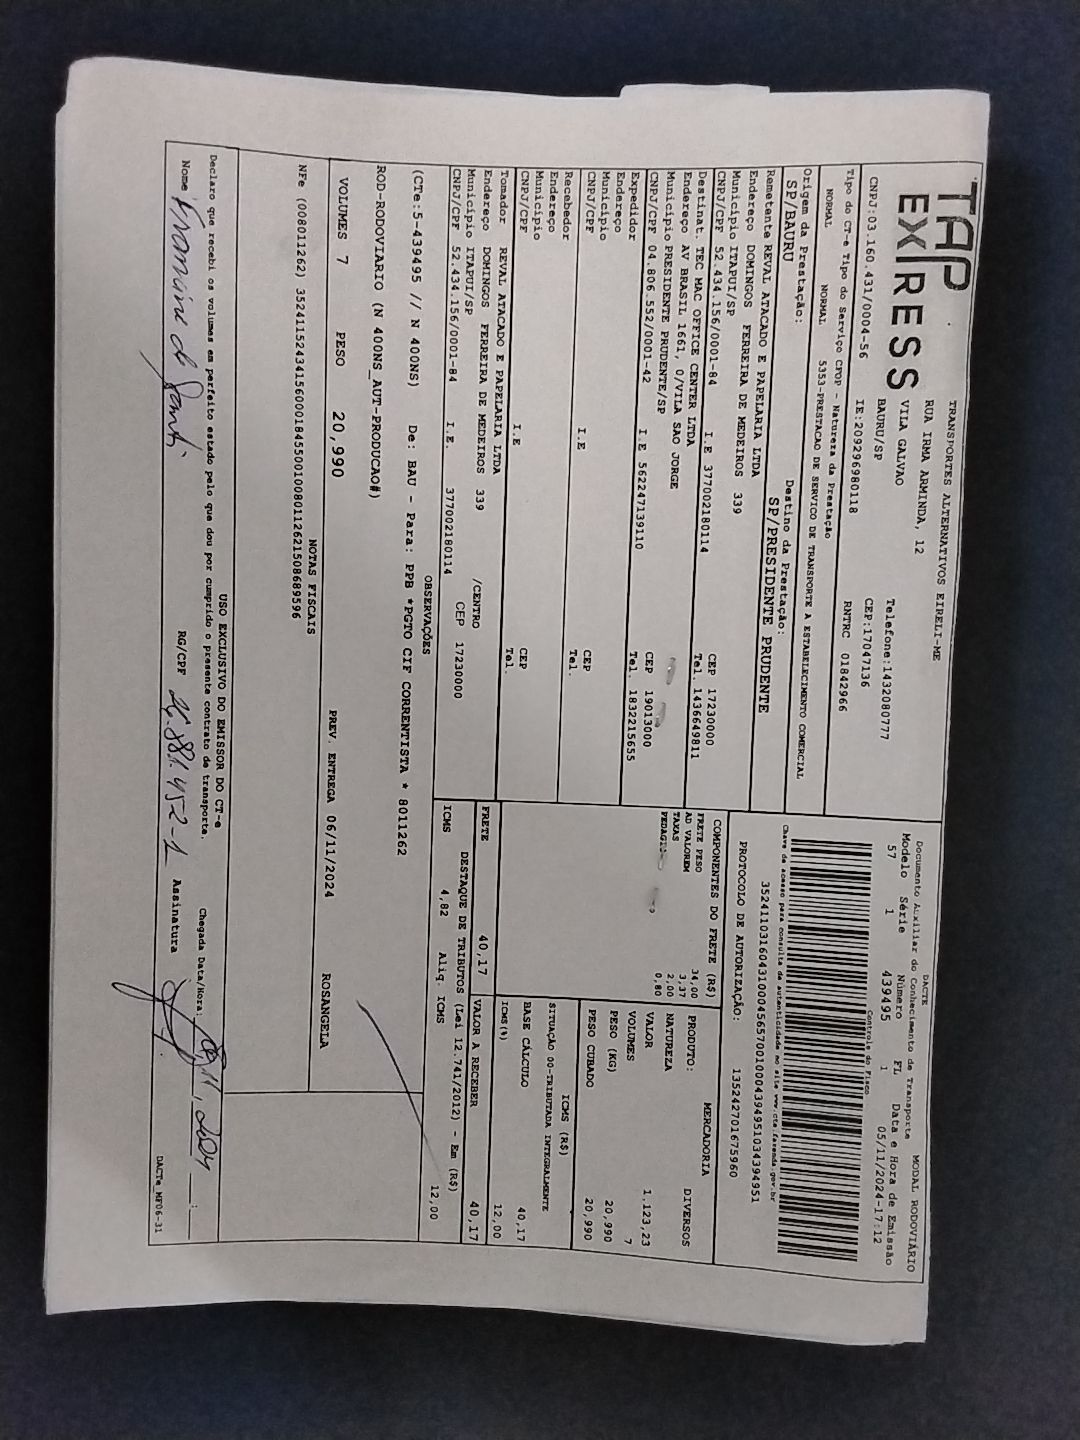 TAP EXPRESS
TRANSPORTES ALTERNATIVOS EIRELI-ME
RUA IRMA ARMINDA, 12
VILA GALVAO
BAURU/SP
Telefone:1432080777
CEP:17047136
CNPJ:03.160.431/0004-56 IE:209296980118 RNTRC 01842966
DACTE MODAL RODOVIÁRIO
Documento Auxiliar do Conhecimento de Transporte
Modelo Série Número FL Data e Hora de Emissão
57 1 439495 1 05/11/2024-17:12
Controle do Fisco
Chave de acesso para consulta de autenticidade no site www.cte.fazenda.gov.br
PROTOCOLO DE AUTORIZAÇÃO: 135242701675960
Tipo do CT-e Tipo do Serviço CFOP - Natureza da Prestação
NORMAL NORMAL 5353-PRESTACAO DE SERVICO DE TRANSPORTE A ESTABELECIMENTO COMERCIAL
Origem da Prestação: Destino da Prestação:
SP/BAURU SP/PRESIDENTE PRUDENTE
Remetente REVAL ATACADO E PAPELARIA LTDA
Endereço DOMINGOS FERREIRA DE MEDEIROS 339
Município ITAPUI/SP CEP 17230000
CNPJ/CPF 52.434.156/0001-84 I.E 377002180114 Tel. 1436649811
Destinat: TEC MAC OFFICE CENTER LTDA
Endereço AV BRASIL 1661, 0/VILA SAO JORGE
Município PRESIDENTE PRUDENTE/SP CEP 19013000
CNPJ/CPF 04.806.552/0001-42 I.E 562247139110 Tel. 1832215655
Expedidor
Endereço
Município CEP
CNPJ/CPF I.E Tel.
Recebedor
Endereço
Município CEP
CNPJ/CPF I.E Tel.
Tomador REVAL ATACADO E PAPELARIA LTDA
Endereço DOMINGOS FERREIRA DE MEDEIROS 339 /CENTRO
Município ITAPUI/SP CEP 17230000
CNPJ/CPF 52.434.156/0001-84 I.E. 377002180114
COMPONENTES DO FRETE (R$)
FRETE PESO 34,00
AD VALOREM 3,37
TAXAS 2,00
PEDAGIO 0,80
MERCADORIA
PRODUTO: DIVERSOS
NATUREZA
VALOR 1.123,23
VOLUMES 7
PESO (KG) 20,990
PESO CUBADO 20,990
ICMS (R$)
SITUAÇÃO 00-TRIBUTADA INTEGRALMENTE
BASE CÁLCULO 40,17
ICMS(%) 12,00
FRETE 40,17 VALOR A RECEBER 40,17
DESTAQUE DE TRIBUTOS (Lei 12.741/2012) - Em (R$)
ICMS 4,82 Aliq. ICMS 12,00
OBSERVAÇÕES
(CTe:5-439495 // N 400NS) De: BAU - Para: PPB *PGTO CIF CORRENTISTA * 8011262
ROD-RODOVIARIO (N 400NS_AUT-PRODUCAO#)
VOLUMES 7 PESO 20,990 PREV. ENTREGA 06/11/2024 ROSANGELA
NOTAS FISCAIS
NFe (008011262)
USO EXCLUSIVO DO EMISSOR DO CT-e
Declaro que recebi os volumes em perfeito estado pelo que dou por cumprido o presente contrato de transporte.
Chegada Data/Hora:
Nome RG/CPF 26.881.452-1 Assinatura
DACTe_MF06-31